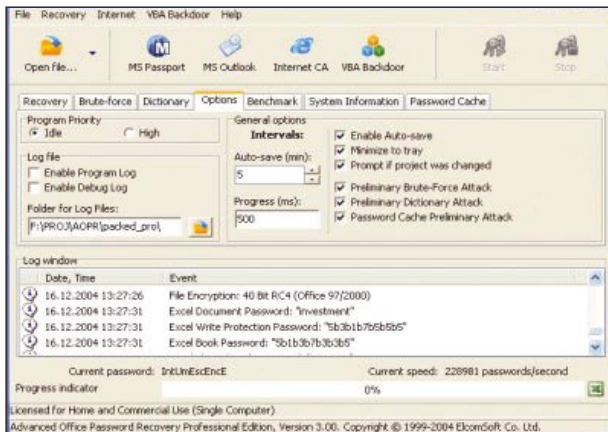 File Recovery Internet VBA Backdoor Help
Open file... MS Passport MS Outlook Internet CA VBA Backdoor Start Stop
Recovery Brute-force Dictionary Options Benchmark System Information Password Cache
Program Priority
Idle High
Log file
Enable Program Log
Enable Debug Log
Folder for Log Files:
F:\PROJ\AOPR\packed_pro\
General options
Intervals:
Auto-save (min):
5
Progress (ms):
500
Enable Auto-save
Minimize to tray
Prompt if project was changed
Preliminary Brute-Force Attack
Preliminary Dictionary Attack
Password Cache Preliminary Attack
Log window
Date, Time Event
16.12.2004 13:27:26 File Encryption: 40 Bit RC4 (Office 97/2000)
16.12.2004 13:27:31 Excel Document Password: "investment"
16.12.2004 13:27:31 Excel Write Protection Password: "5b3b1b7b5b5b5"
16.12.2004 13:27:31 Excel Book Password: "5b1b3b7b3b3b5"
Current password: IntUmEscEncE Current speed: 228981 passwords/second
Progress indicator 0%
Licensed for Home and Commercial Use (Single Computer)
Advanced Office Password Recovery Professional Edition, Version 3.00. Copyright © 1999-2004 ElcomSoft Co. Ltd.